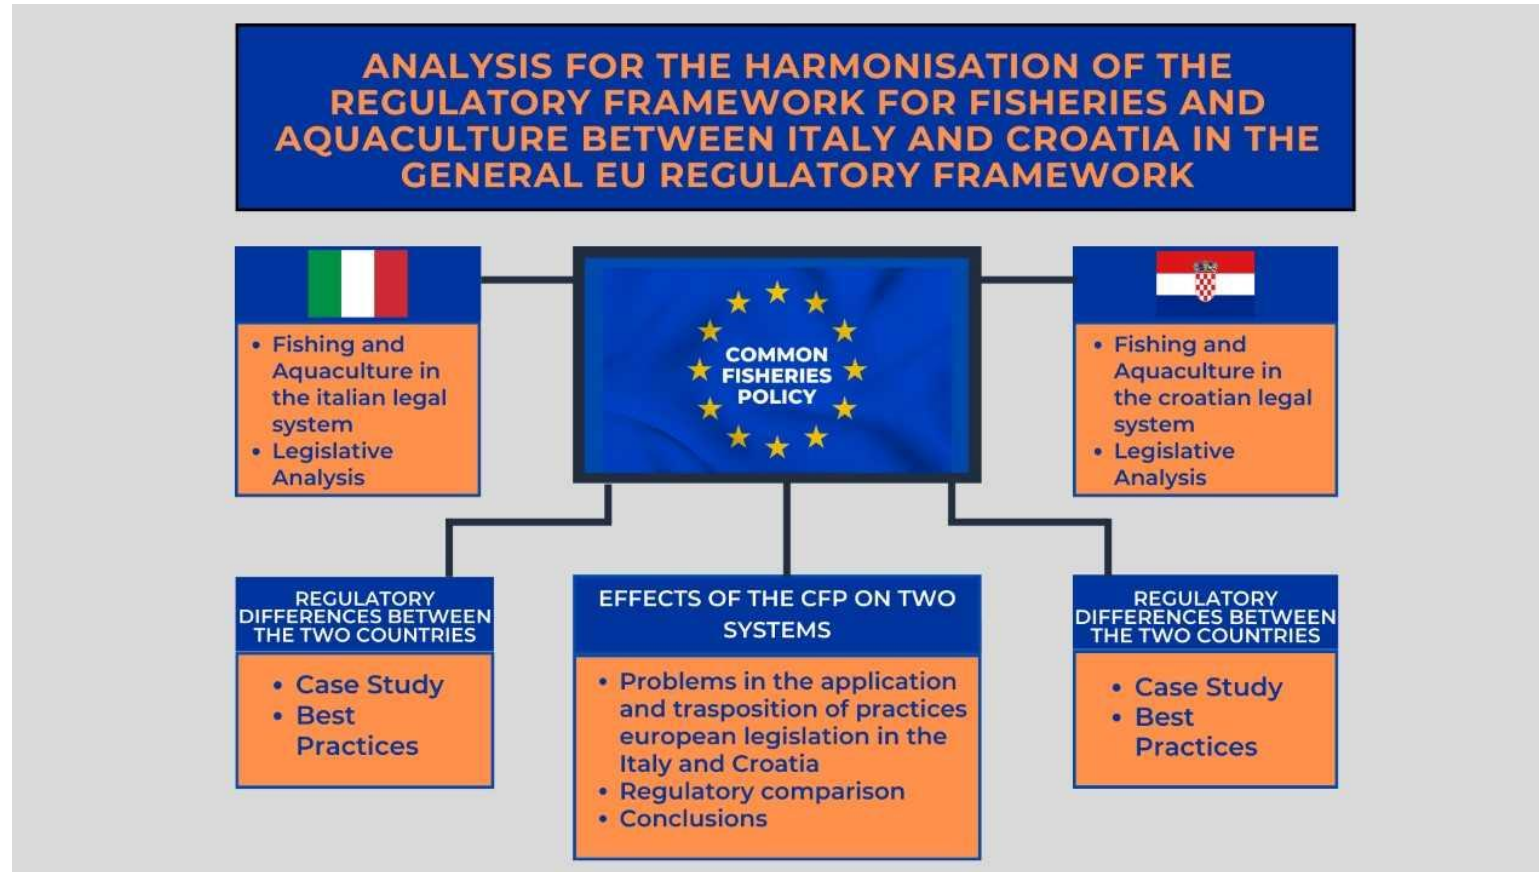 ANALYSIS FOR THE HARMONISATION OF THE
REGULATORY FRAMEWORK FOR FISHERIES AND
AQUACULTURE BETWEEN ITALY AND CROATIA IN THE
GENERAL EU REGULATORY FRAMEWORK
• Fishing and
Aquaculture in
the italian legal
system
• Legislative
Analysis
COMMON
FISHERIES
POLICY
• Fishing and
Aquaculture in
the croatian legal
system
• Legislative
Analysis
REGULATORY
DIFFERENCES BETWEEN
THE TWO COUNTRIES
• Case Study
• Best
Practices
EFFECTS OF THE CFP ON TWO
SYSTEMS
• Problems in the application
and trasposition of practices
european legislation in the
Italy and Croatia
• Regulatory comparison
• Conclusions
REGULATORY
DIFFERENCES BETWEEN
THE TWO COUNTRIES
• Case Study
• Best
Practices